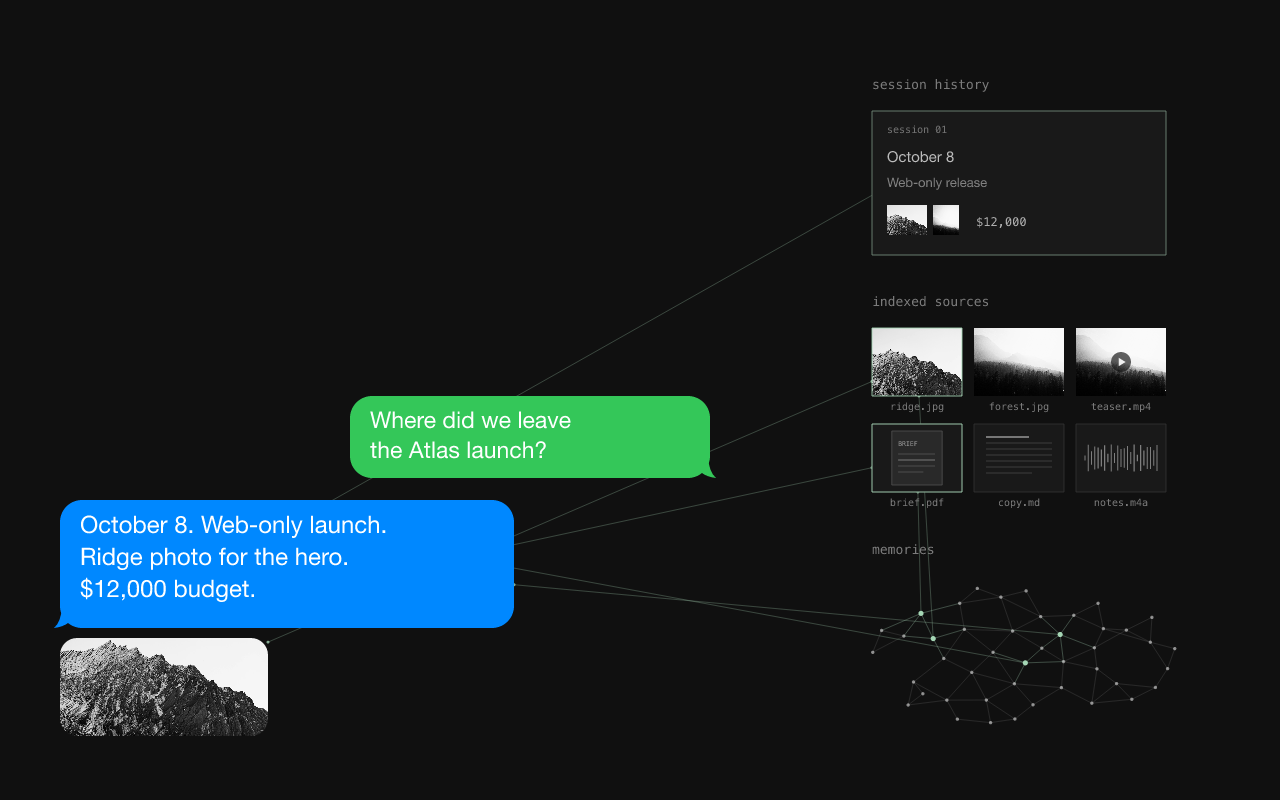 session history
session 01
October 8
Web-only release
$12,000
indexed sources
ridge.jpg
forest.jpg
teaser.mp4
BRIEF
brief.pdf
copy.md
notes.m4a
memories
Where did we leave
the Atlas launch?
October 8. Web-only launch.
Ridge photo for the hero.
$12,000 budget.